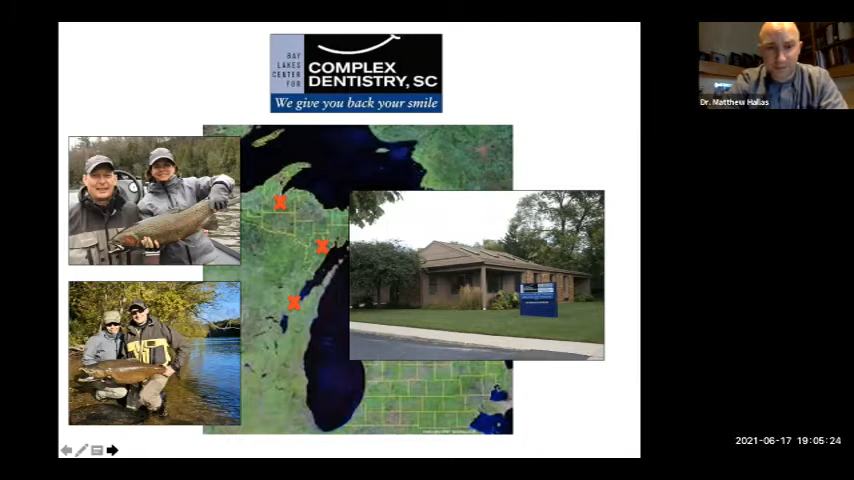 BAY
LAKES
CENTER
FOR
COMPLEX
DENTISTRY, SC
We give you back your smile
Dr. Matthew Hallas
2021-06-17 19:05:24